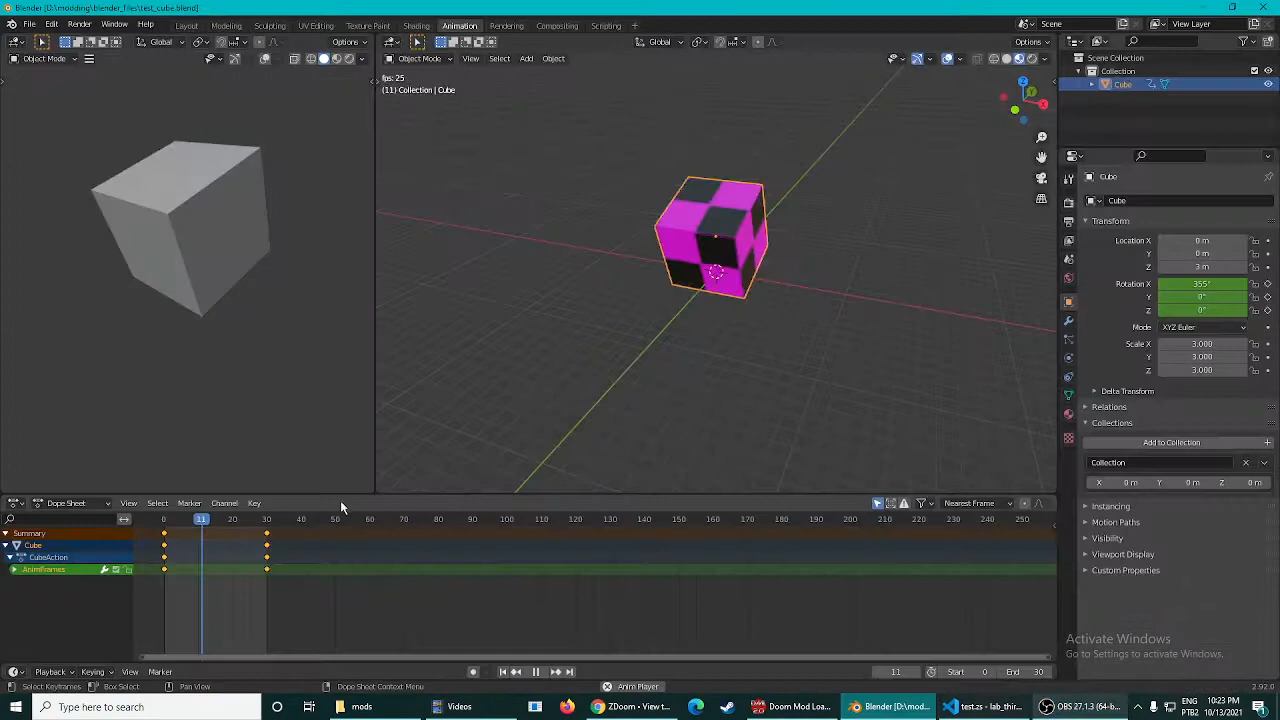 Blender [D:\modding\blender_files\test_cube.blend]
File Edit Render Window Help Layout Modeling Sculpting UV Editing Texture Paint Shading Animation Rendering Compositing Scripting + Scene View Layer
Global Options Global Options
Object Mode Object Mode View Select Add Object
Scene Collection
Collection
Cube
fps: 25
(11) Collection | Cube
Z
Y
X
Cube
Cube
Transform
Location X 0 m
Y 0 m
Z 3 m
Rotation X 355°
Y 0°
Z 0°
Mode XYZ Euler
Scale X 3.000
Y 3.000
Z 3.000
Delta Transform
Relations
Collections
Add to Collection +
Collection
X 0 m Y 0 m Z 0 m
Instancing
Motion Paths
Visibility
Viewport Display
Custom Properties
Dope Sheet View Select Marker Channel Key Nearest Frame
0 11 20 30 40 50 60 70 80 90 100 110 120 130 140 150 160 170 180 190 200 210 220 230 240 250
Summary
Cube
CubeAction
AnimFrames
Activate Windows
Go to Settings to activate Windows.
Playback Keying View Marker 11 Start 0 End 30
Select Keyframes Box Select Pan View Dope Sheet Context Menu Anim Player 2.92.0
Type here to search mods Videos ZDoom - View t... Doom Mod Loa... Blender [D:\mod... OBS 27.1.3 (64-... ENG 10:23 PM
10/13/2021